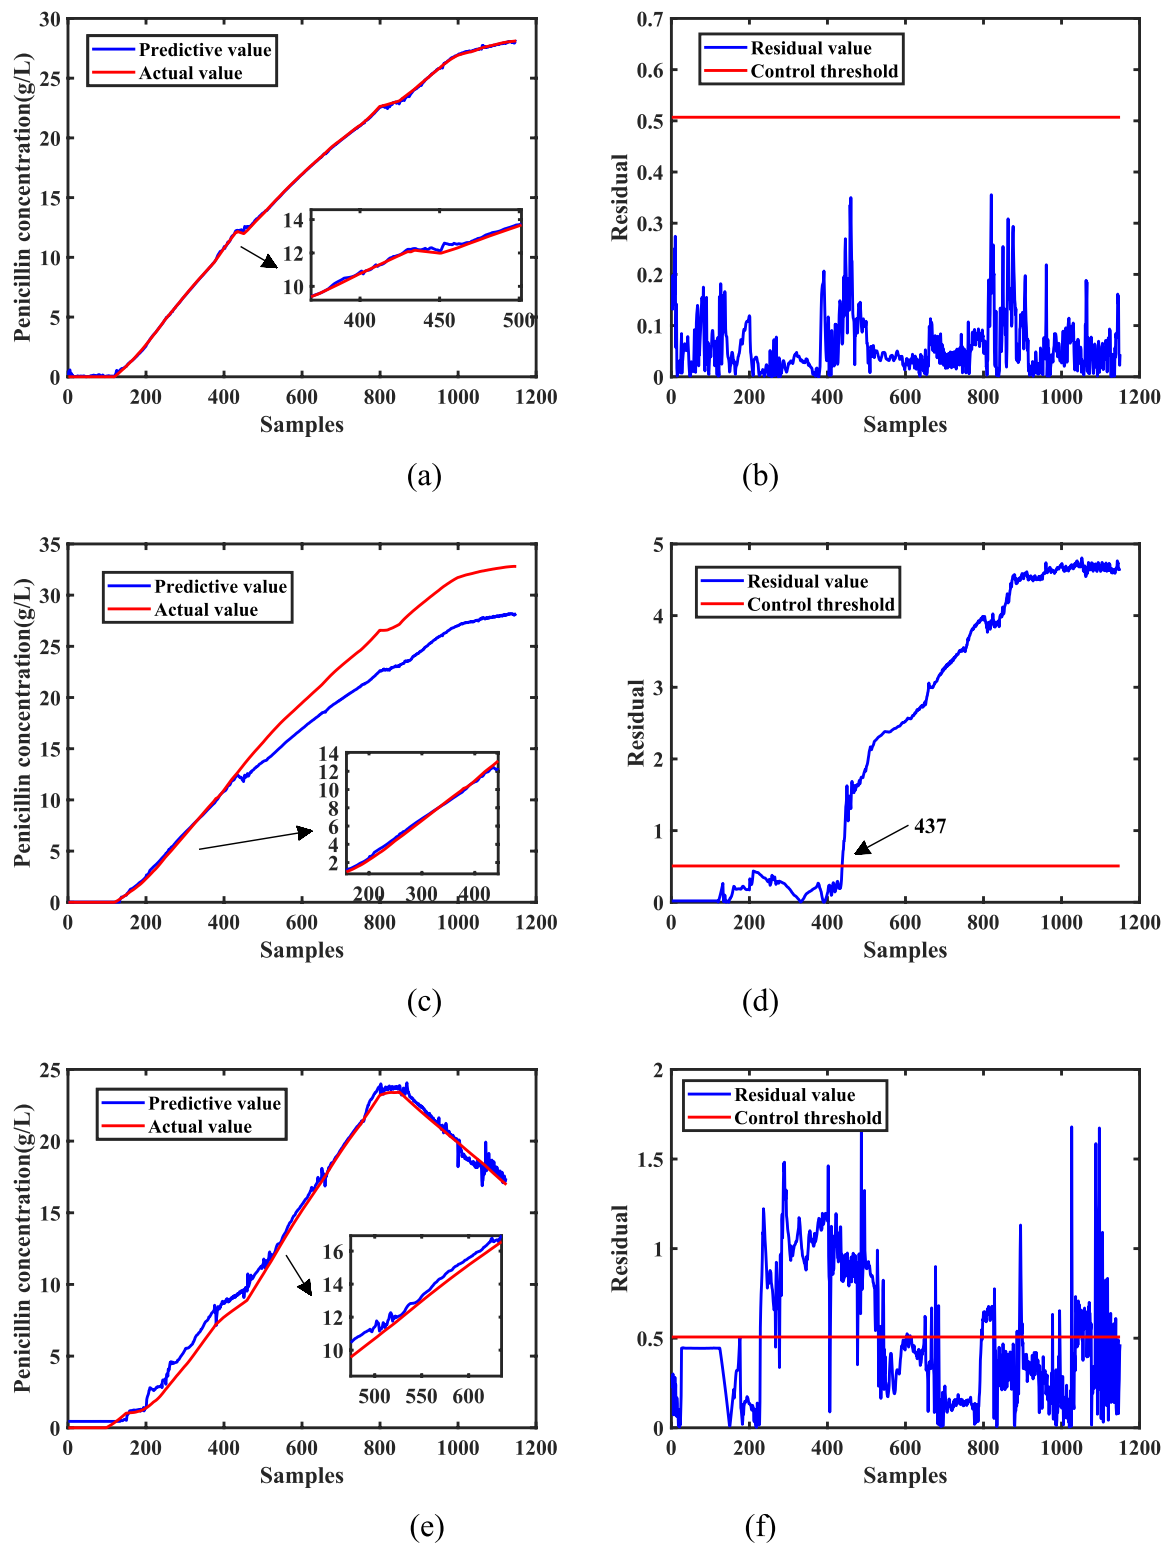 30
25
20
15
10
5
0
Penicillin concentration(g/L)
Predictive value
Actual value
14
12
10
400 450 500
0 200 400 600 800 1000 1200
Samples
(a)
0.7
0.6
0.5
0.4
0.3
0.2
0.1
0
Residual
Residual value
Control threshold
0 200 400 600 800 1000 1200
Samples
(b)
35
30
25
20
15
10
5
0
Penicillin concentration(g/L)
Predictive value
Actual value
14
12
10
8
6
4
2
200 300 400
0 200 400 600 800 1000 1200
Samples
(c)
5
4
3
2
1
0
Residual
Residual value
Control threshold
437
0 200 400 600 800 1000 1200
Samples
(d)
25
20
15
10
5
0
Penicillin concentration(g/L)
Predictive value
Actual value
16
14
12
10
500 550 600
0 200 400 600 800 1000 1200
Samples
(e)
2
1.5
1
0.5
0
Residual
Residual value
Control threshold
0 200 400 600 800 1000 1200
Samples
(f)